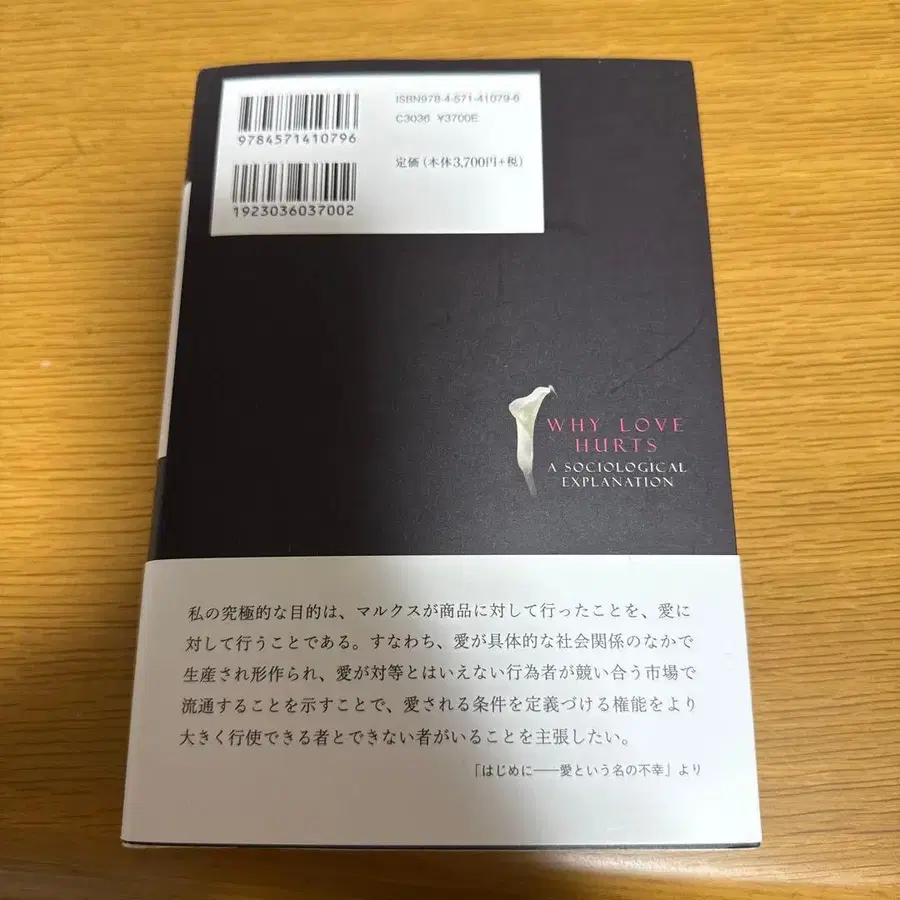 9784571410796
1923036037002
ISBN978-4-571-41079-6
C3036 ¥3700E
定価(本体3,700円+税)
WHY LOVE
HURTS
A SOCIOLOGICAL
EXPLANATION
私の究極的な目的は、マルクスが商品に対して行ったことを、愛に
対して行うことである。すなわち、愛が具体的な社会関係のなかで
生産され形作られ、愛が対等とはいえない行為者が競い合う市場で
流通することを示すことで、愛される条件を定義づける権能をより
大きく行使できる者とできない者がいることを主張したい。
「はじめに——愛という名の不幸」より